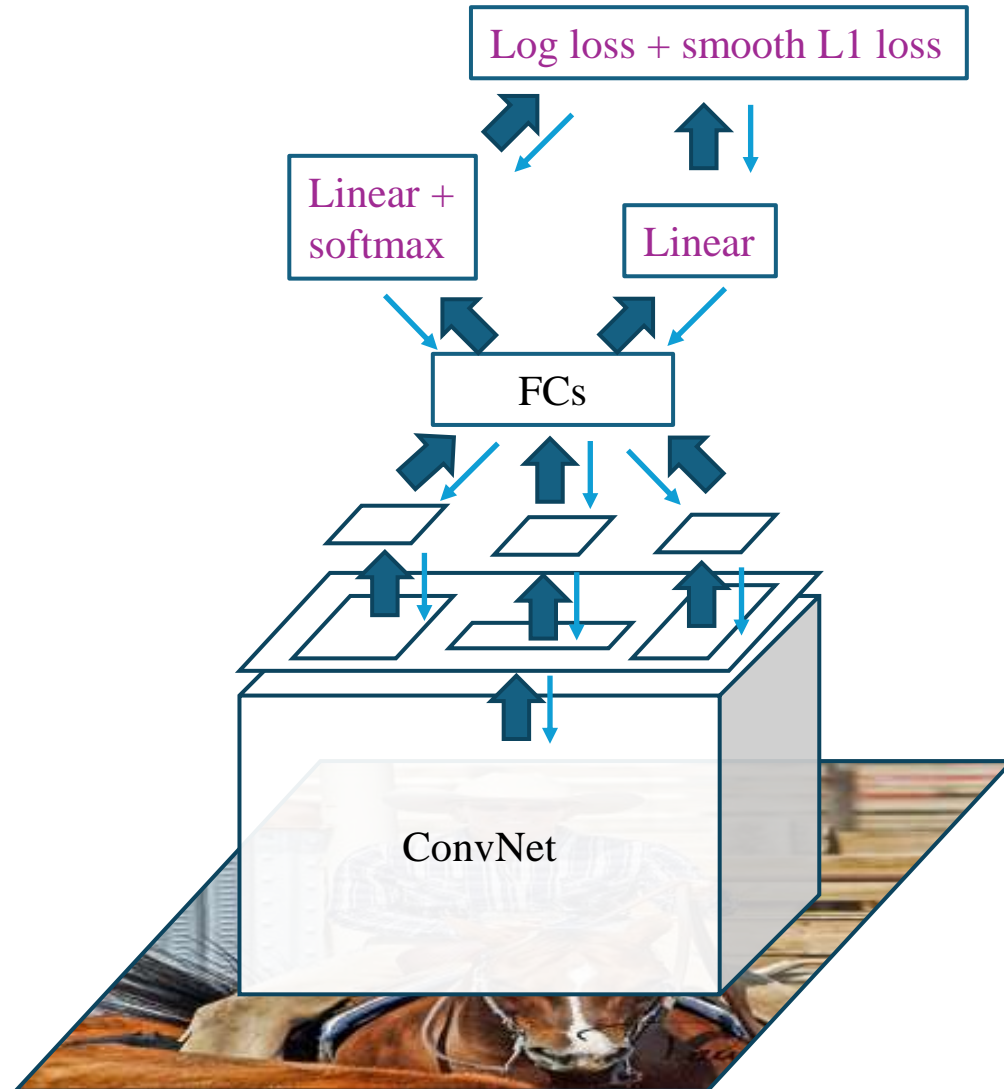 Log loss + smooth L1 loss
Linear +
softmax
Linear
FCs
ConvNet